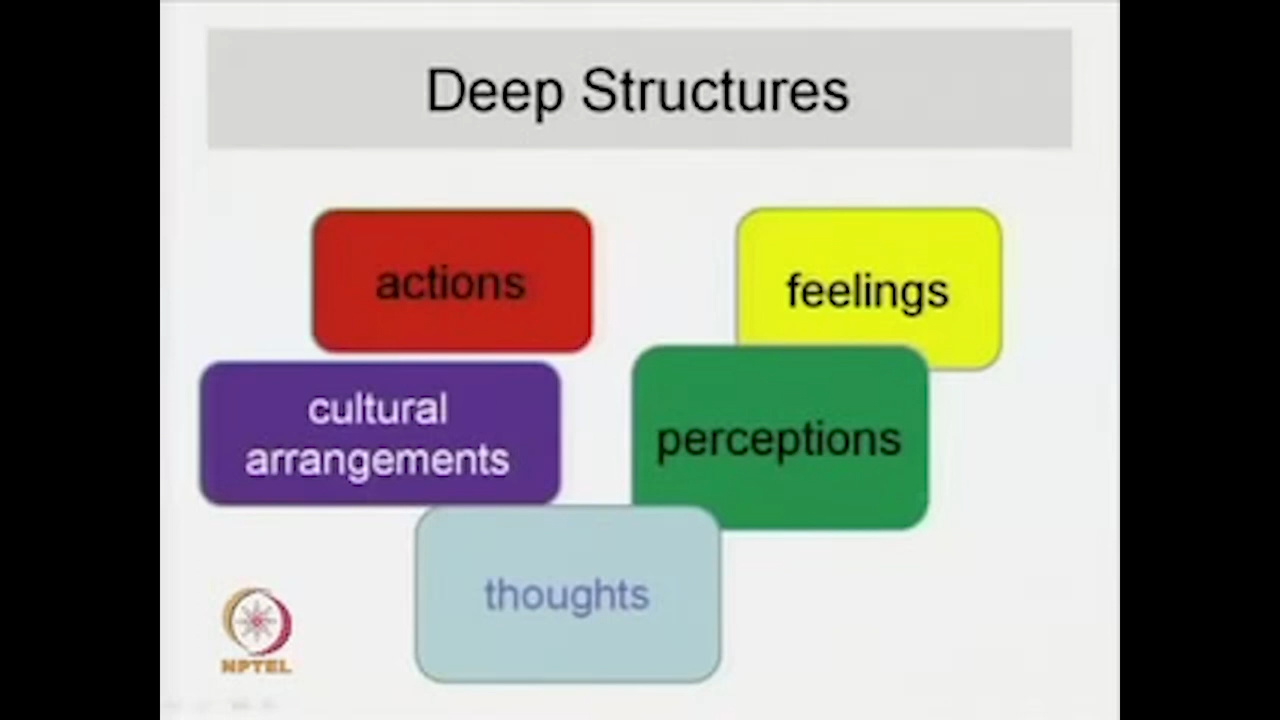 Deep Structures
actions
feelings
cultural
arrangements
perceptions
thoughts
NPTEL